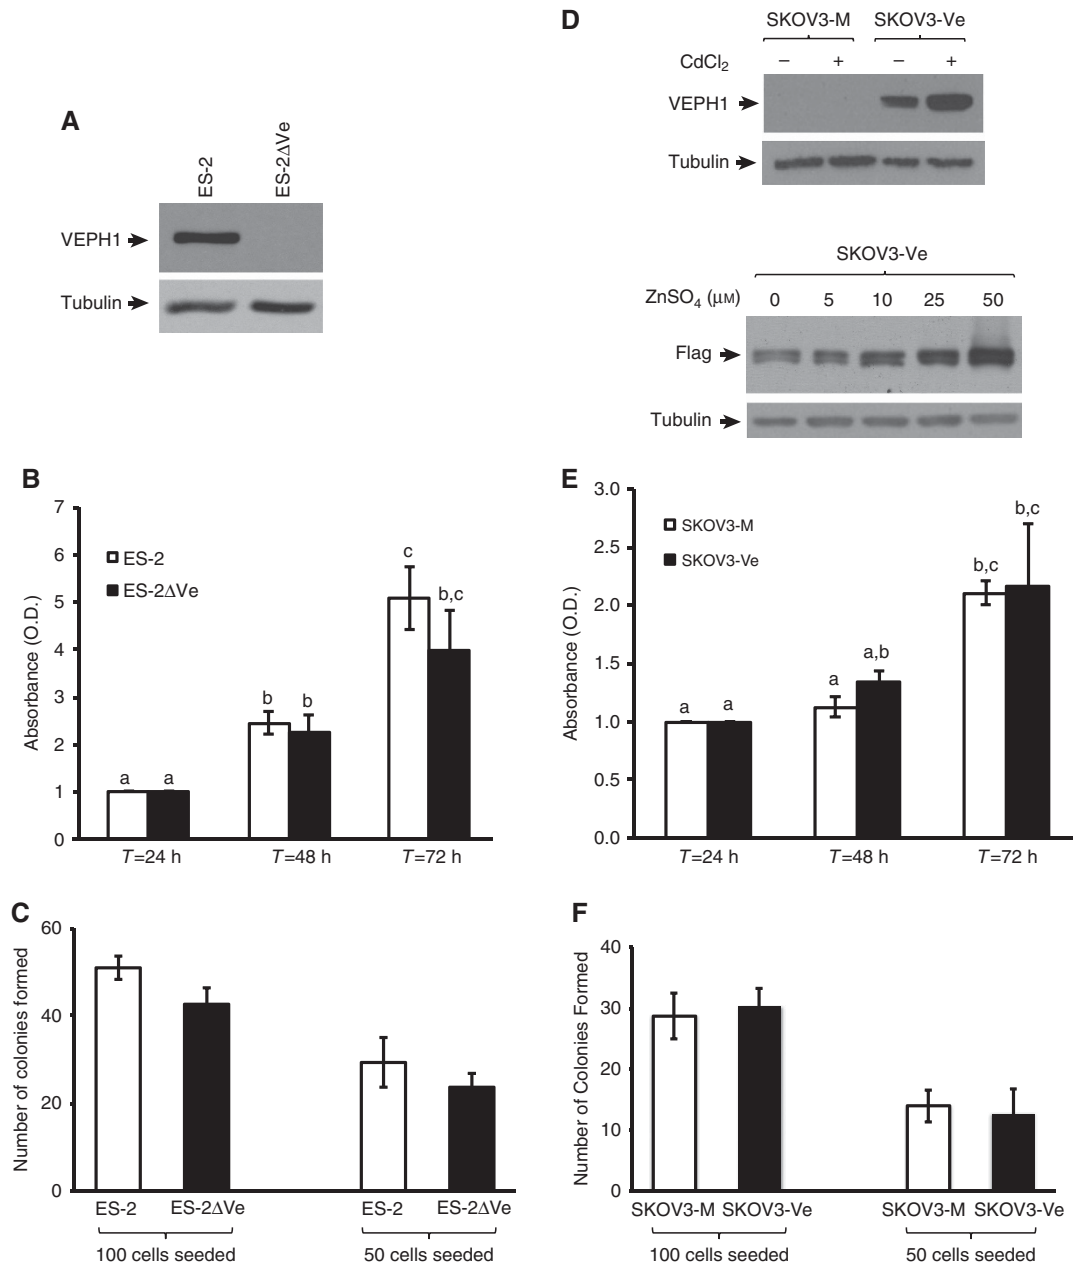 A
ES-2
ES-2ΔVe
VEPH1
Tubulin
D
SKOV3-M SKOV3-Ve
CdCl2 – + – +
VEPH1
Tubulin
SKOV3-Ve
ZnSO4 (μM) 0 5 10 25 50
Flag
Tubulin
B
Absorbance (O.D.)
7
6
5
4
3
2
1
0
ES-2
ES-2ΔVe
a a
b b
c b,c
T=24 h T=48 h T=72 h
E
Absorbance (O.D.)
3.0
2.5
2.0
1.5
1.0
0.5
0.0
SKOV3-M
SKOV3-Ve
a a
a a,b
b,c b,c
T=24 h T=48 h T=72 h
C
Number of colonies formed
60
40
20
0
ES-2 ES-2ΔVe ES-2 ES-2ΔVe
100 cells seeded 50 cells seeded
F
Number of Colonies Formed
40
30
20
10
0
SKOV3-M SKOV3-Ve SKOV3-M SKOV3-Ve
100 cells seeded 50 cells seeded